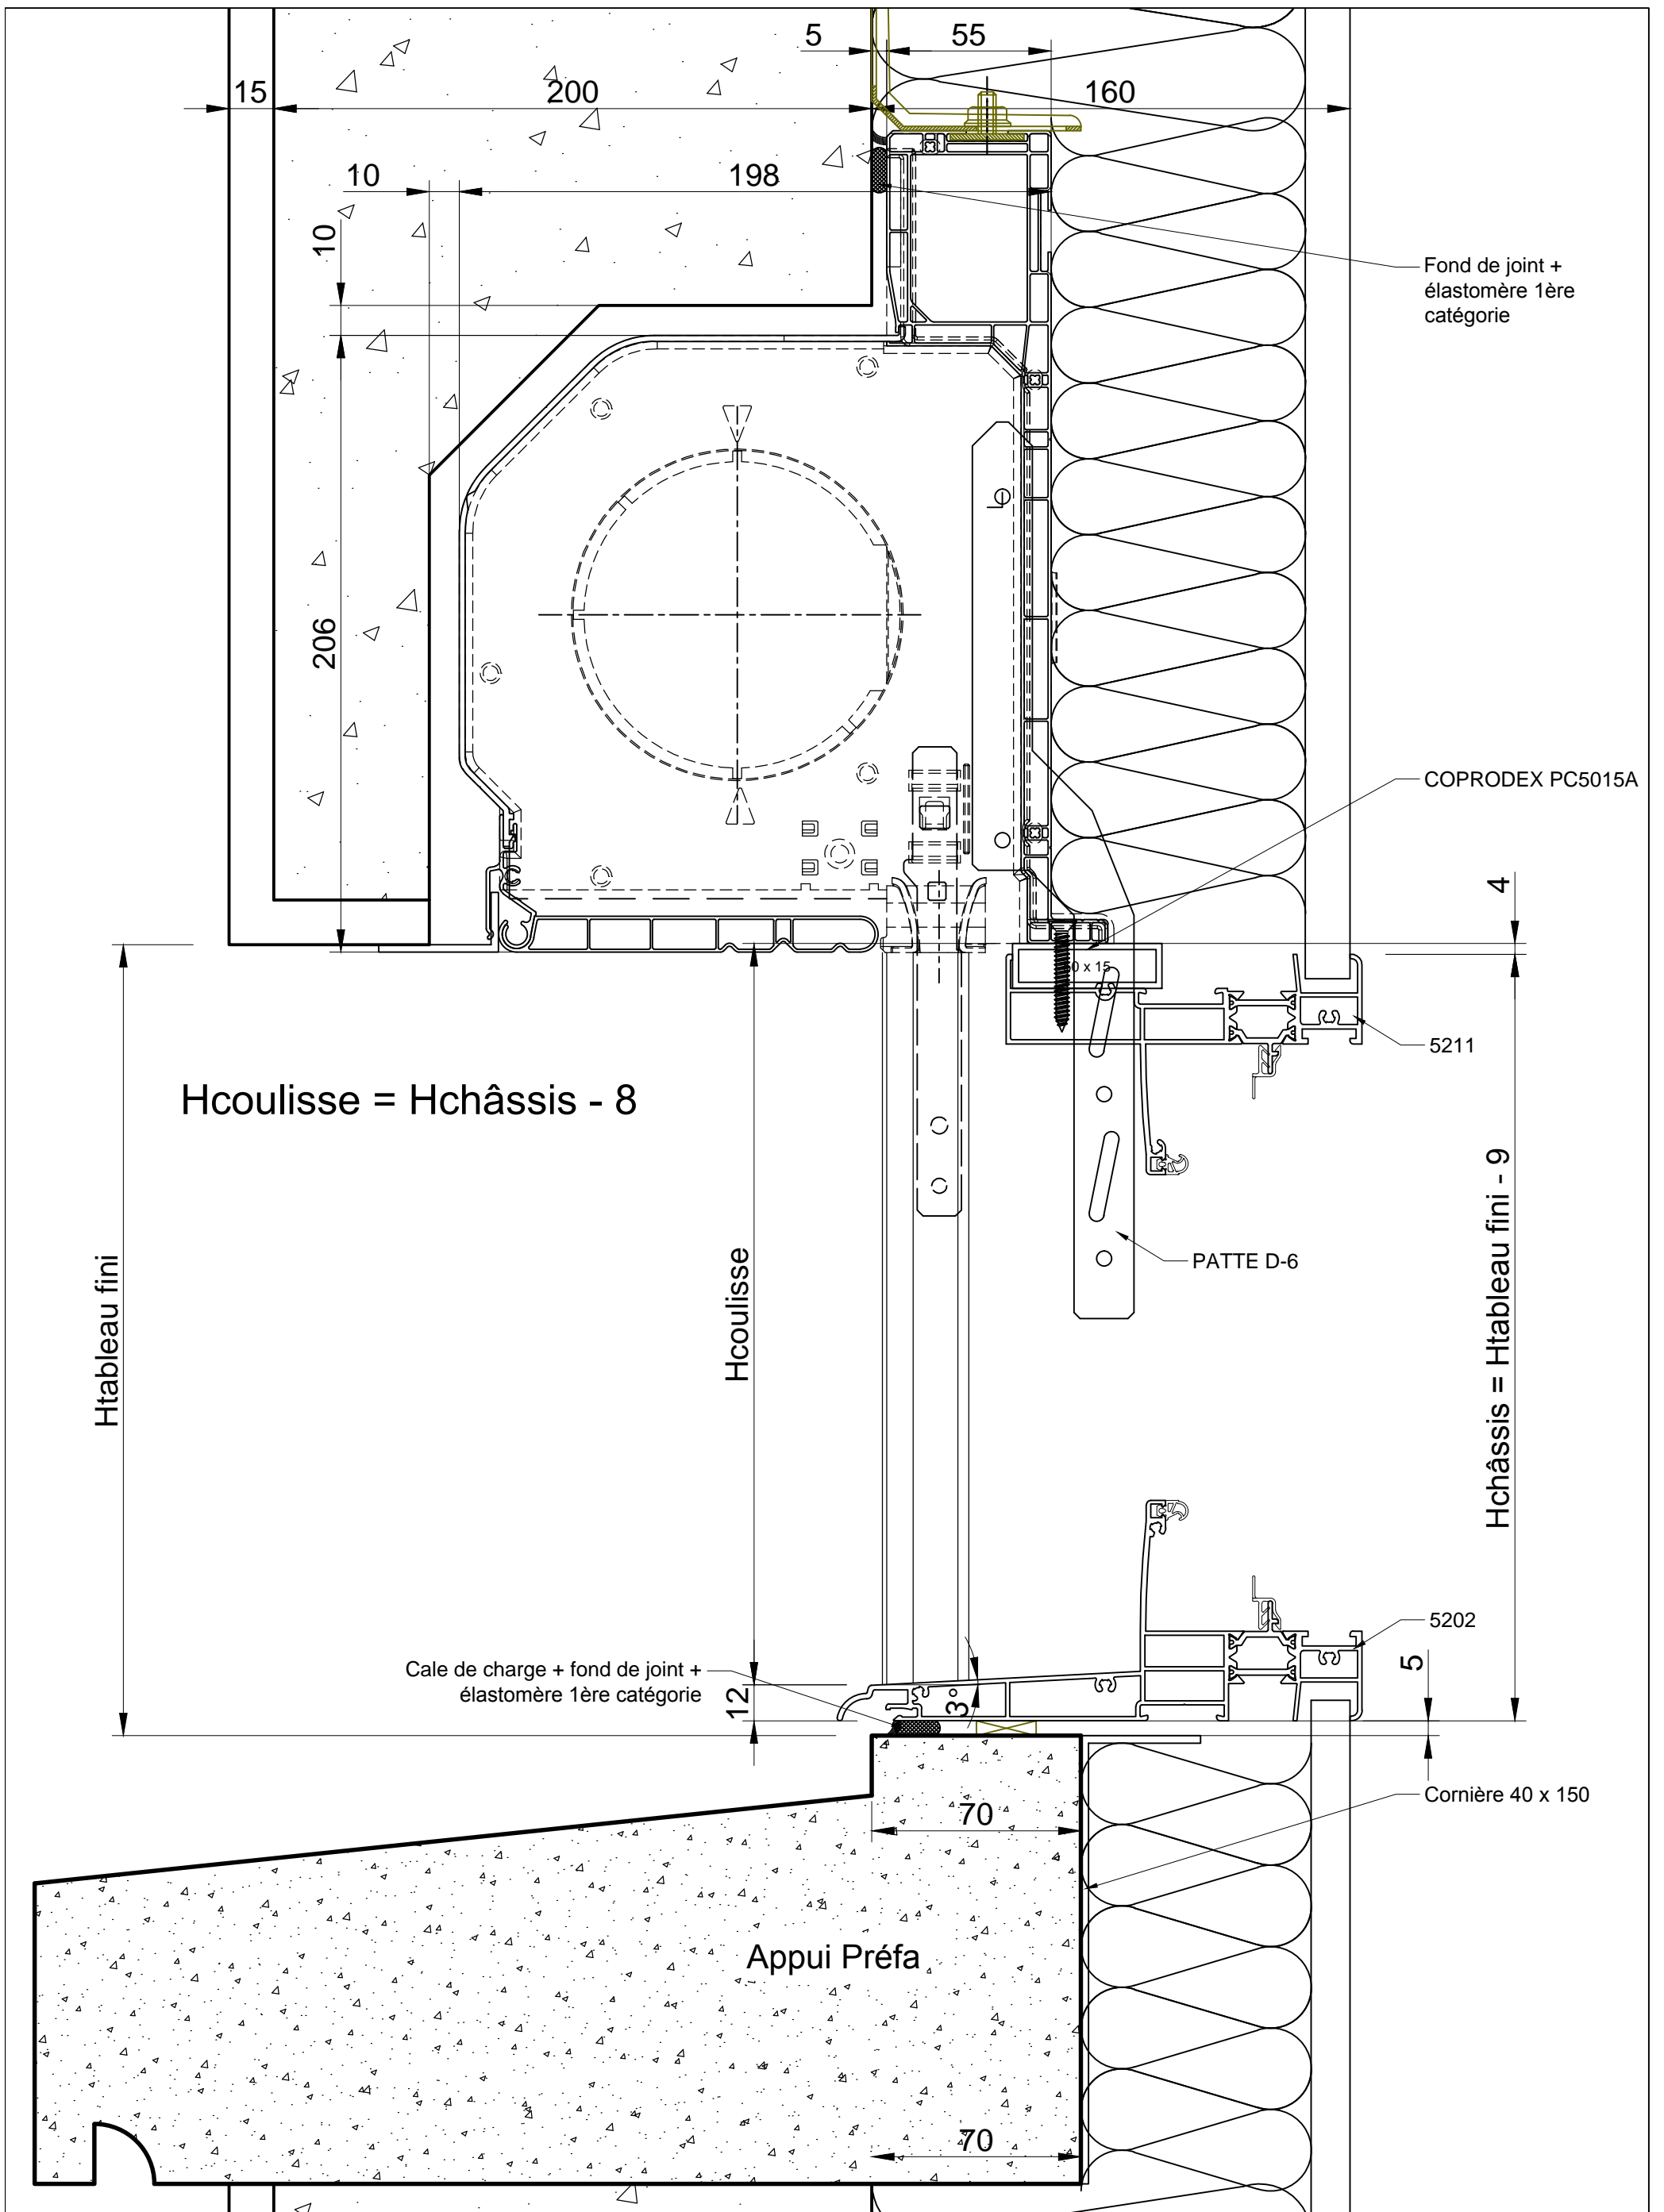 5
55
15
200
160
10
198
10
Fond de joint +
élastomère 1ère
catégorie
206
COPRODEX PC5015A
4
0 x 15
5211
Hcoulisse = Hchâssis - 8
Htableau fini
Hcoulisse
PATTE D-6
Hchâssis = Htableau fini - 9
5202
Cale de charge + fond de joint +
élastomère 1ère catégorie
12
3°
5
70
Cornière 40 x 150
Appui Préfa
70